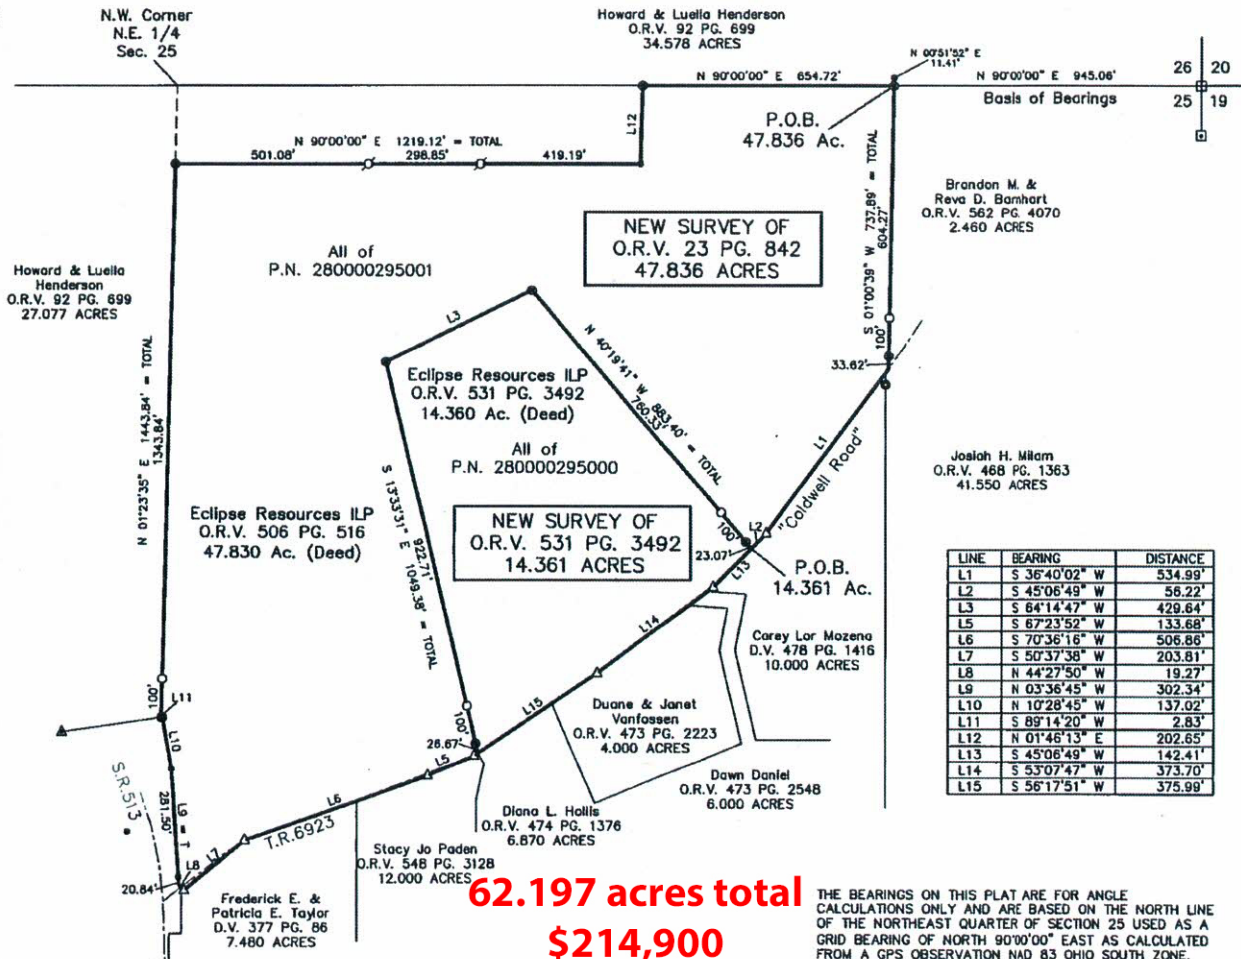 N.W. Corner
N.E. 1/4
Sec. 25
Howard & Luella Henderson
O.R.V. 92 PG. 699
34.578 ACRES
N 00°51'52" E
11.41'
N 90°00'00" E 654.72'
N 90°00'00" E 945.06'
Basis of Bearings
26 20
25 19
L12
P.O.B.
47.836 Ac.
N 90°00'00" E 1219.12' = TOTAL
501.08'
298.85'
419.19'
S 01°00'39" W 737.89' = TOTAL
604.27'
100'
33.62'
Brandon M. &
Reva D. Barnhart
O.R.V. 562 PG. 4070
2.460 ACRES
NEW SURVEY OF
O.R.V. 23 PG. 842
47.836 ACRES
All of
P.N. 280000295001
Howard & Luella
Henderson
O.R.V. 92 PG. 699
27.077 ACRES
N 01°23'35" E 1443.84' = TOTAL
1343.84'
100'
L3
N 40°19'41" W 883.40' = TOTAL
760.33'
100'
Eclipse Resources ILP
O.R.V. 531 PG. 3492
14.360 Ac. (Deed)
All of
P.N. 280000295000
L1
"Caldwell Road"
Josiah H. Milam
O.R.V. 468 PG. 1363
41.550 ACRES
S 13°33'31" E 1049.38' = TOTAL
922.71'
100'
Eclipse Resources ILP
O.R.V. 506 PG. 516
47.830 Ac. (Deed)
NEW SURVEY OF
O.R.V. 531 PG. 3492
14.361 ACRES
L2
23.07'
L13
P.O.B.
14.361 Ac.
LINE BEARING DISTANCE
L1 S 36°40'02" W 534.99'
L2 S 45°06'49" W 56.22'
L3 S 64°14'47" W 429.64'
L5 S 67°23'52" W 133.68'
L6 S 70°36'16" W 506.86'
L7 S 50°37'38" W 203.81'
L8 N 44°27'50" W 19.27'
L9 N 03°36'45" W 302.34'
L10 N 10°28'45" W 137.02'
L11 S 89°14'20" W 2.83'
L12 N 01°46'13" E 202.65'
L13 S 45°06'49" W 142.41'
L14 S 53°07'47" W 373.70'
L15 S 56°17'51" W 375.99'
L14
Carey Lor Mozena
D.V. 478 PG. 1416
10.000 ACRES
L11
L10
L15
Duane & Janet
Vanfossen
O.R.V. 473 PG. 2223
4.000 ACRES
26.67'
L5
S.R.513
L9 = T
281.50'
L6
Dawn Daniel
O.R.V. 473 PG. 2548
6.000 ACRES
Diana L. Hollis
O.R.V. 474 PG. 1376
6.870 ACRES
T.R.6923
L7
L8
20.84'
Stacy Jo Paden
O.R.V. 548 PG. 3128
12.000 ACRES
Frederick E. &
Patricia E. Taylor
D.V. 377 PG. 86
7.480 ACRES
62.197 acres total
$214,900
THE BEARINGS ON THIS PLAT ARE FOR ANGLE
CALCULATIONS ONLY AND ARE BASED ON THE NORTH LINE
OF THE NORTHEAST QUARTER OF SECTION 25 USED AS A
GRID BEARING OF NORTH 90°00'00" EAST AS CALCULATED
FROM A GPS OBSERVATION NAD 83 OHIO SOUTH ZONE.